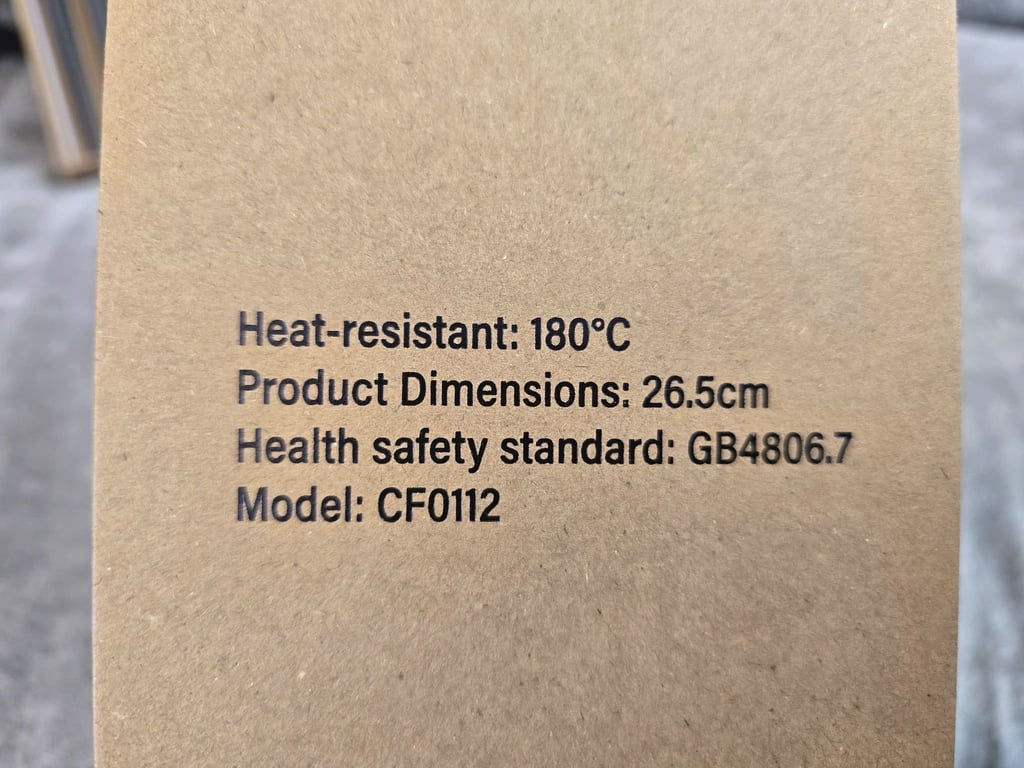 Heat-resistant: 180°C
Product Dimensions: 26.5cm
Health safety standard: GB4806.7
Model: CF0112